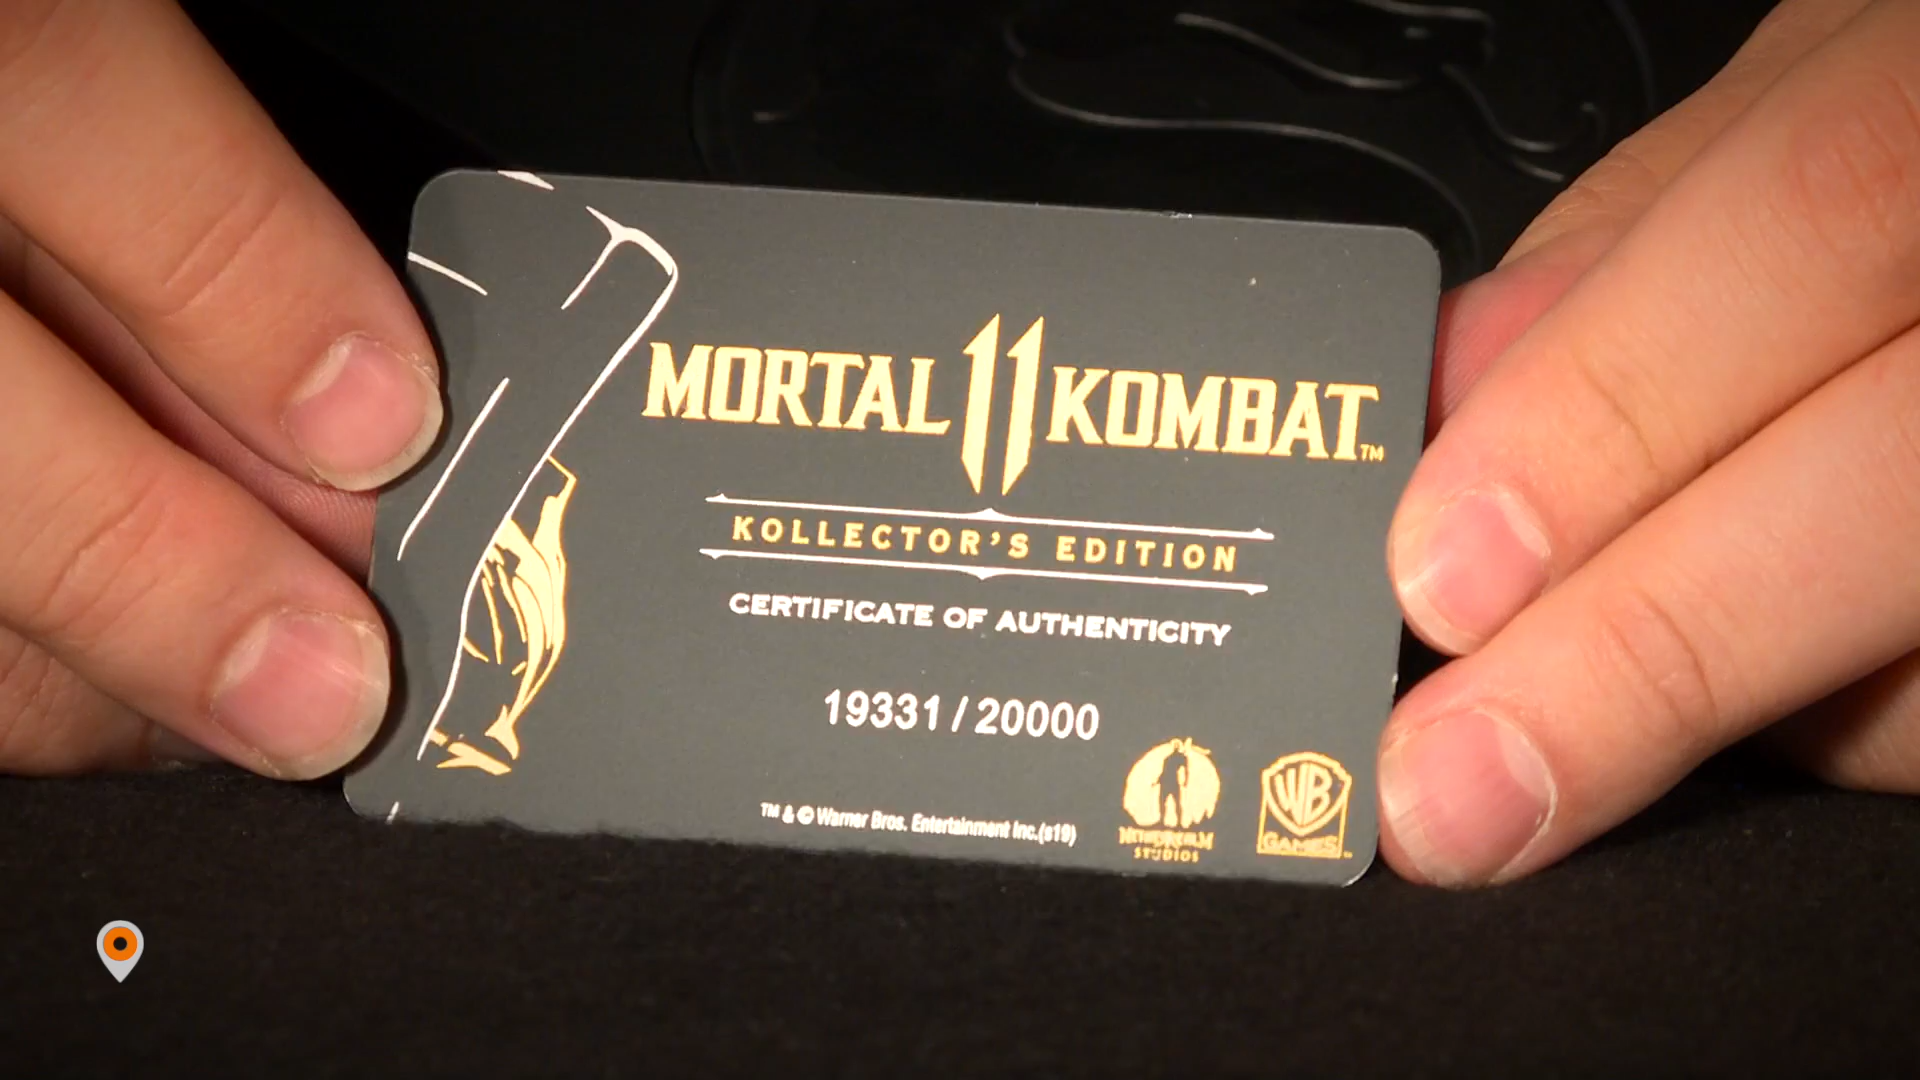 MORTAL 11 KOMBAT™
KOLLECTOR'S EDITION
CERTIFICATE OF AUTHENTICITY
19331 / 20000
™ & © Warner Bros. Entertainment Inc.(s19)
STUDIOS
WB
GAMES